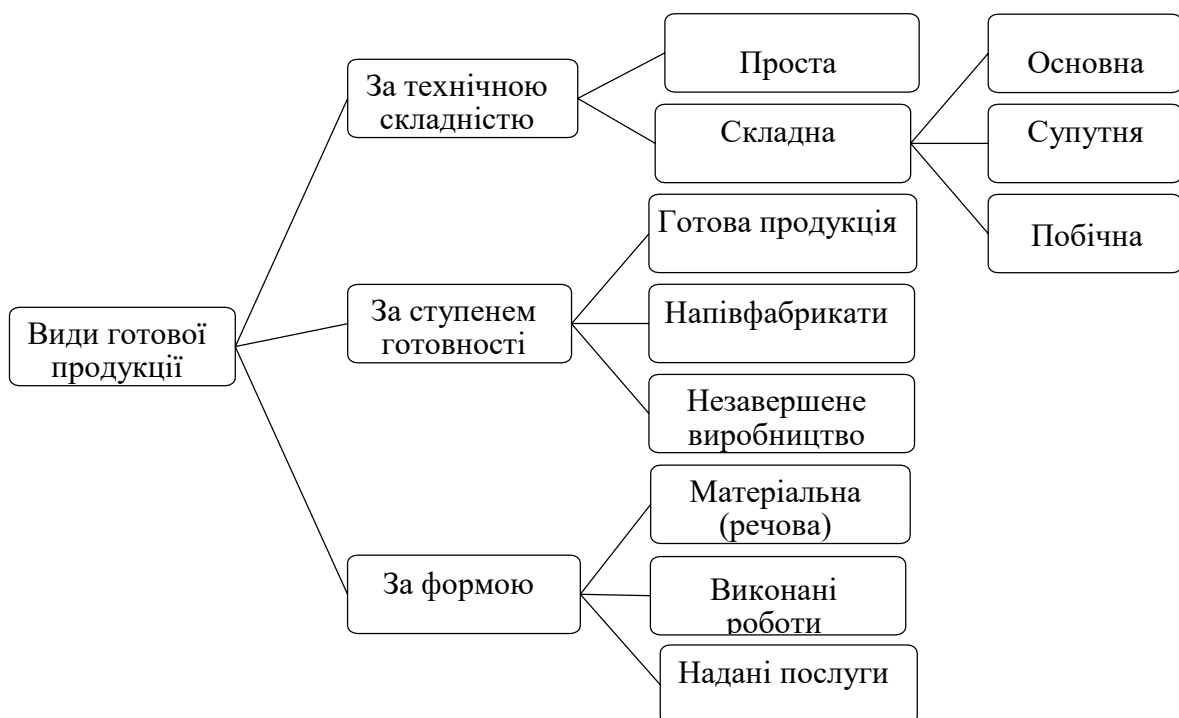 Види готової
продукції
За технічною
складністю
Проста
Складна
Основна
Супутня
Побічна
За ступенем
готовності
Готова продукція
Напівфабрикати
Незавершене
виробництво
За формою
Матеріальна
(речова)
Виконані
роботи
Надані послуги